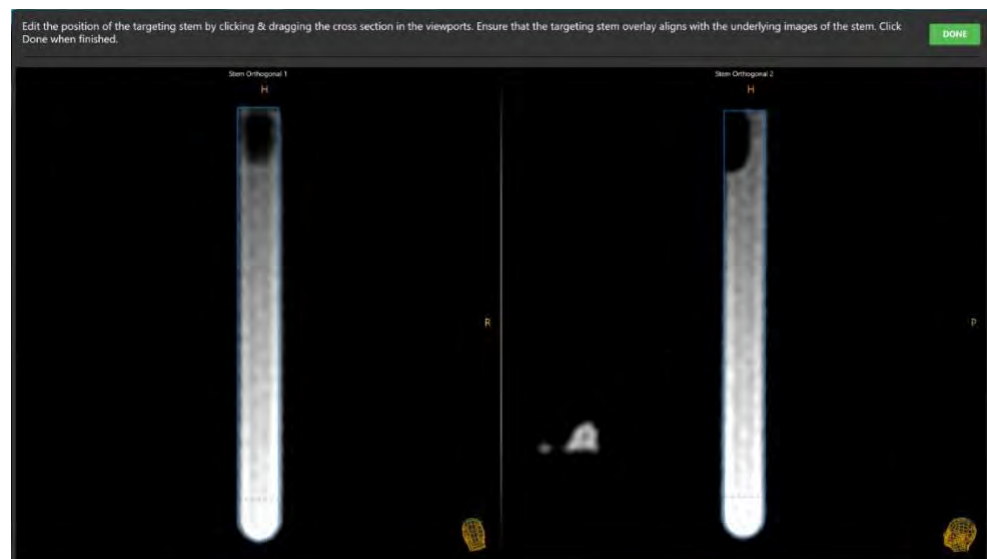 Edit the position of the targeting stem by clicking & dragging the cross section in the viewports. Ensure that the targeting stem overlay aligns with the underlying images of the stem. Click
Done when finished.
DONE
Stem Orthogonal 1
Stem Orthogonal 2
H
H
R
P